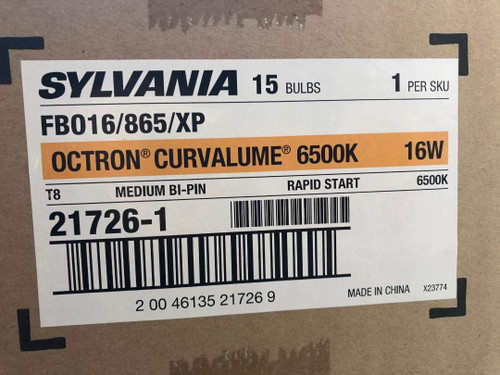 SYLVANIA 15 BULBS 1 PER SKU
FBO16/865/XP
OCTRON® CURVALUME® 6500K 16W
T8 MEDIUM BI-PIN RAPID START 6500K
21726-1
2 00 46135 21726 9
MADE IN CHINA X23774